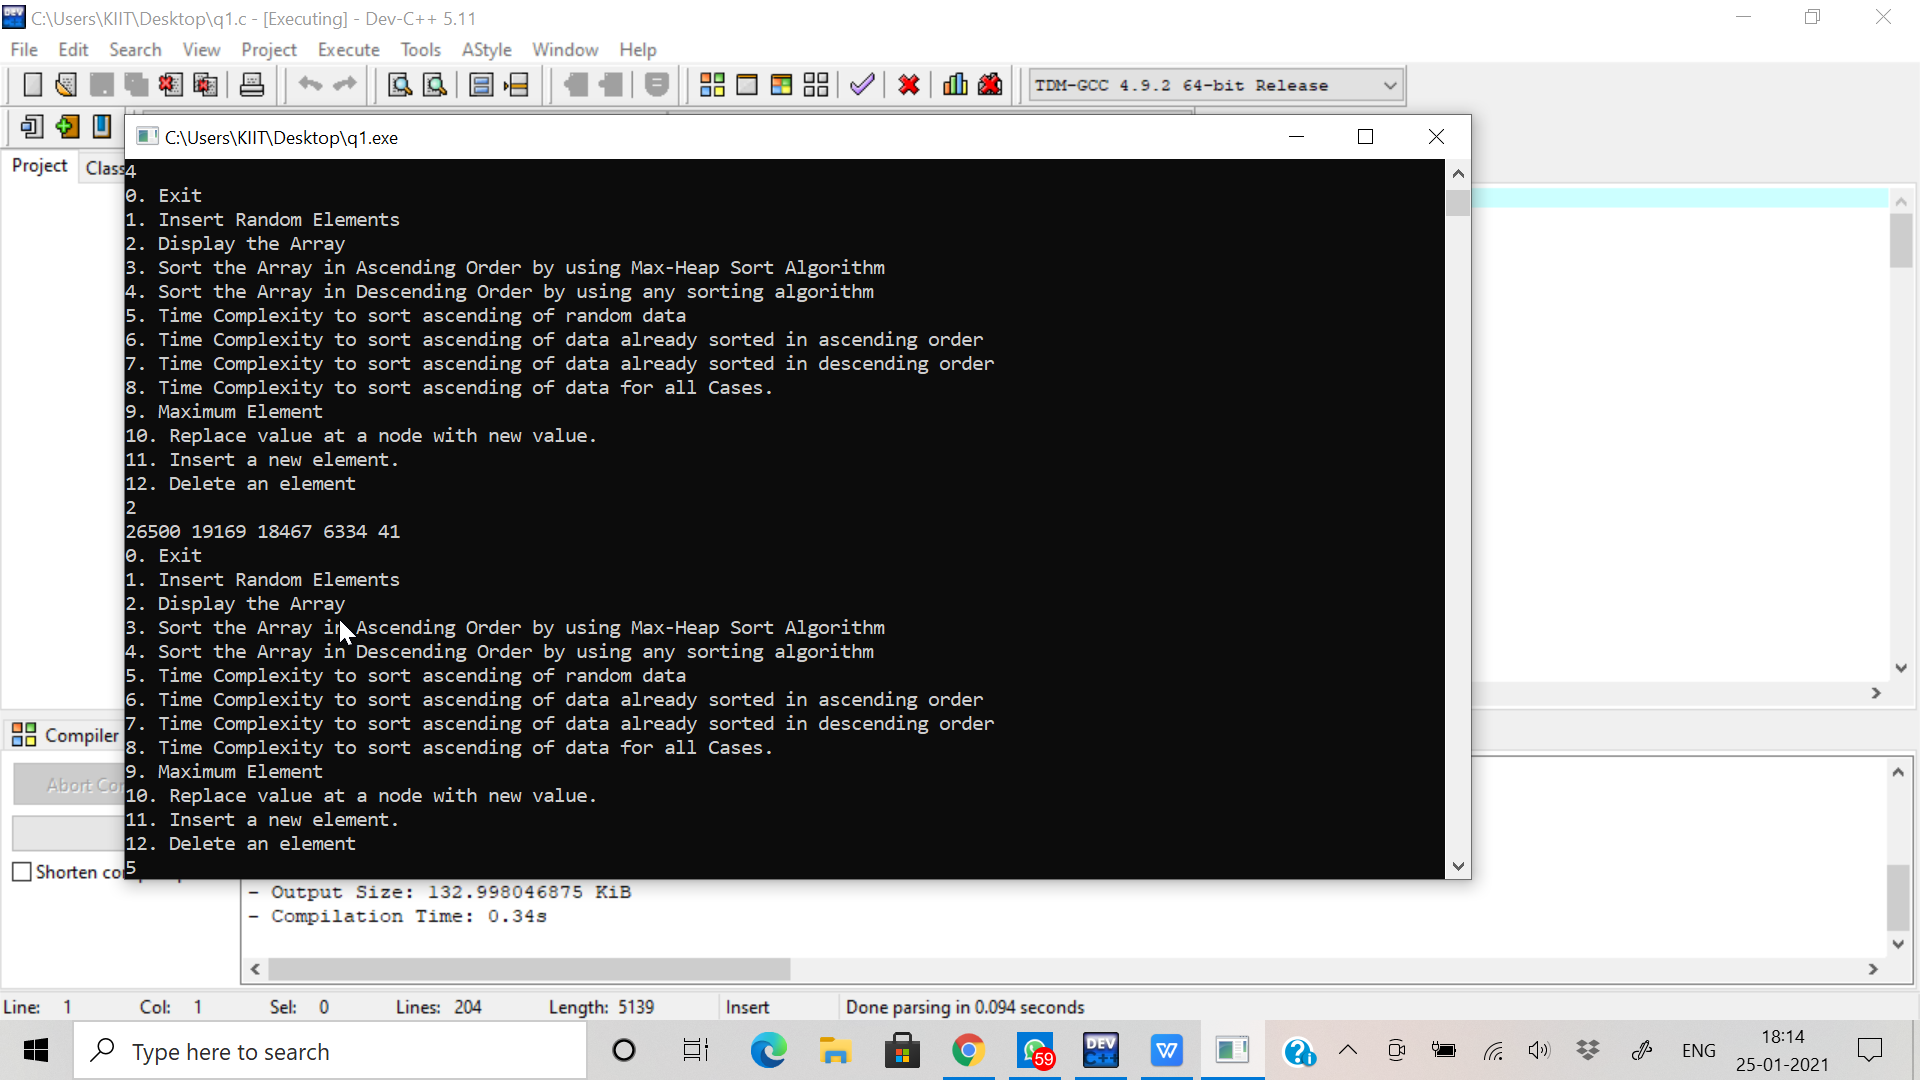 C:\Users\KIIT\Desktop\q1.c - [Executing] - Dev-C++ 5.11
File Edit Search View Project Execute Tools AStyle Window Help
TDM-GCC 4.9.2 64-bit Release
C:\Users\KIIT\Desktop\q1.exe
Project
4
0. Exit
1. Insert Random Elements
2. Display the Array
3. Sort the Array in Ascending Order by using Max-Heap Sort Algorithm
4. Sort the Array in Descending Order by using any sorting algorithm
5. Time Complexity to sort ascending of random data
6. Time Complexity to sort ascending of data already sorted in ascending order
7. Time Complexity to sort ascending of data already sorted in descending order
8. Time Complexity to sort ascending of data for all Cases.
9. Maximum Element
10. Replace value at a node with new value.
11. Insert a new element.
12. Delete an element
2
26500 19169 18467 6334 41
0. Exit
1. Insert Random Elements
2. Display the Array
3. Sort the Array in Ascending Order by using Max-Heap Sort Algorithm
4. Sort the Array in Descending Order by using any sorting algorithm
5. Time Complexity to sort ascending of random data
6. Time Complexity to sort ascending of data already sorted in ascending order
7. Time Complexity to sort ascending of data already sorted in descending order
8. Time Complexity to sort ascending of data for all Cases.
9. Maximum Element
10. Replace value at a node with new value.
11. Insert a new element.
12. Delete an element
5
Compiler
Abort
Shorten
- Output Size: 132.998046875 KiB
- Compilation Time: 0.34s
Line: 1 Col: 1 Sel: 0 Lines: 204 Length: 5139 Insert Done parsing in 0.094 seconds
Type here to search
59
DEV C++
W
ENG
18:14
25-01-2021